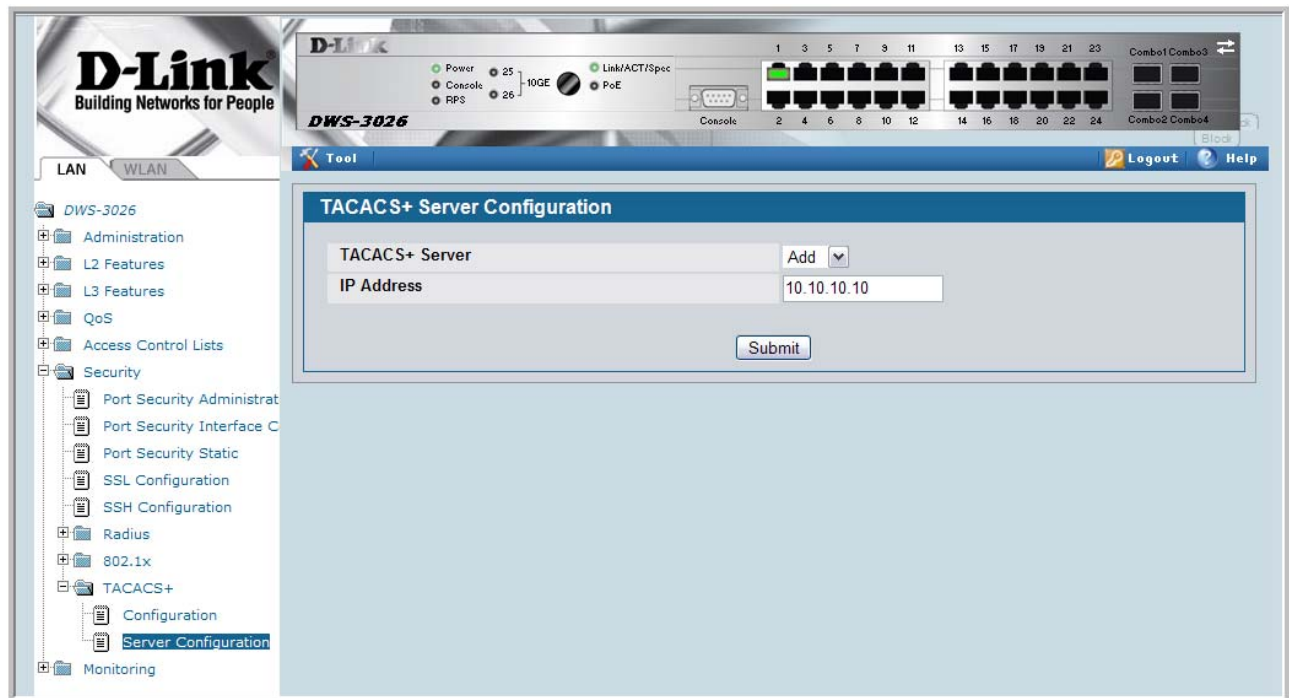 D-Link
Building Networks for People
LAN
WLAN
DWS-3026
Administration
L2 Features
L3 Features
QoS
Access Control Lists
Security
Port Security Administrat
Port Security Interface C
Port Security Static
SSL Configuration
SSH Configuration
Radius
802.1x
TACACS+
Configuration
Server Configuration
Monitoring
D-Link
Power
Console
RPS
25
26
10GE
Link/ACT/Spec
PoE
DWS-3026
Console
1 3 5 7 9 11 13 15 17 19 21 23
2 4 6 8 10 12 14 16 18 20 22 24
Combo1 Combo3
Combo2 Combo4
Block
Tool
Logout
Help
TACACS+ Server Configuration
TACACS+ Server
Add
IP Address
10.10.10.10
Submit